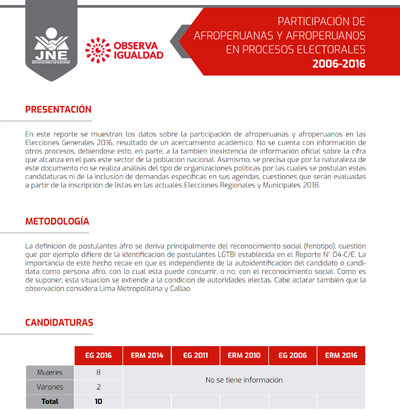 JNE
OBSERVA
IGUALDAD
PARTICIPACIÓN DE
AFROPERUANAS Y AFROPERUANOS
EN PROCESOS ELECTORALES
2006-2016
PRESENTACIÓN
En este reporte se muestran los datos sobre la participación de afroperuanas y afroperuanos en las
Elecciones Generales 2016, resultado de un acercamiento académico. No se cuenta con información de
otros procesos, debiéndose esto, en parte, a la también inexistencia de información oficial sobre la cifra
que alcanza en el país este sector de la población nacional. Asimismo, se precisa que por la naturaleza de
este documento no se realiza análisis del tipo de organizaciones políticas por las cuales se postulan estas
candidaturas ni de la inclusión de demandas específicas en sus agendas, cuestiones que serán evaluadas
a partir de la inscripción de listas en las actuales Elecciones Regionales y Municipales 2018.
METODOLOGÍA
La definición de postulantes afro se deriva principalmente del reconocimiento social (fenotipo), cuestión
que por ejemplo difiere de la identificación de postulantes LGTBI establecida en el Reporte N° 04-C/E. La
importancia de este hecho recae en que es independiente de la autoidentificación del candidato o candi-
data como persona afro, con lo cual esta puede concurrir, o no, con el reconocimiento social. Como es
de suponer, esta situación se extiende a la condición de autoridades electas. Cabe aclarar también que la
observación considera Lima Metropolitana y Callao.
CANDIDATURAS
EG 2016 ERM 2014 EG 2011 ERM 2010 EG 2006 ERM 2016
Mujeres 8
No se tiene información
Varones 2
Total 10